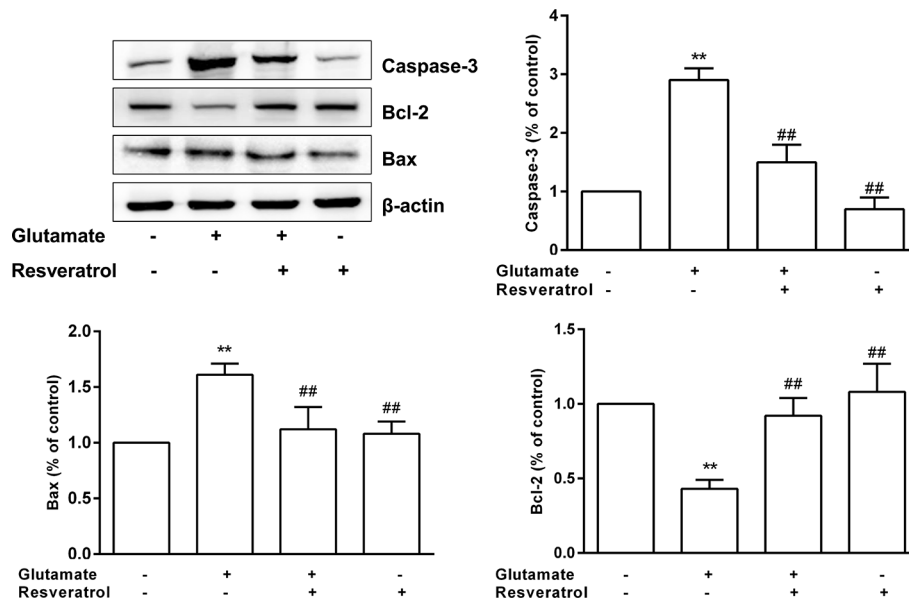 Caspase-3
Bcl-2
Bax
β-actin
Glutamate - + + -
Resveratrol - - + +
Caspase-3 (% of control)
4
3
2
1
0
**
##
##
Glutamate - + + -
Resveratrol - - + +
Bax (% of control)
2.0
1.5
1.0
0.5
0.0
**
##
##
Glutamate - + + -
Resveratrol - - + +
Bcl-2 (% of control)
1.5
1.0
0.5
0.0
**
##
##
Glutamate - + + -
Resveratrol - - + +